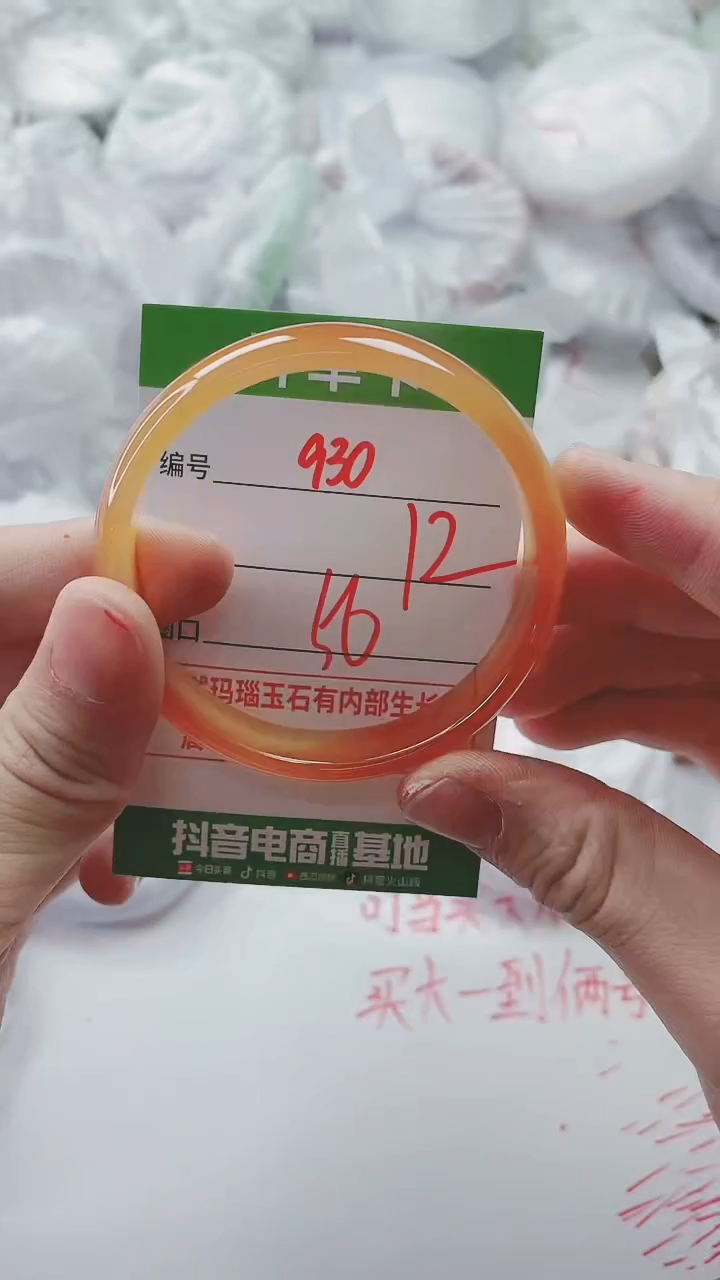 编号 930
12
口 56
玛瑙玉石有内部生长
抖音电商直播基地
今日头条 抖音 西瓜视频 抖音火山版
买大一到俩号